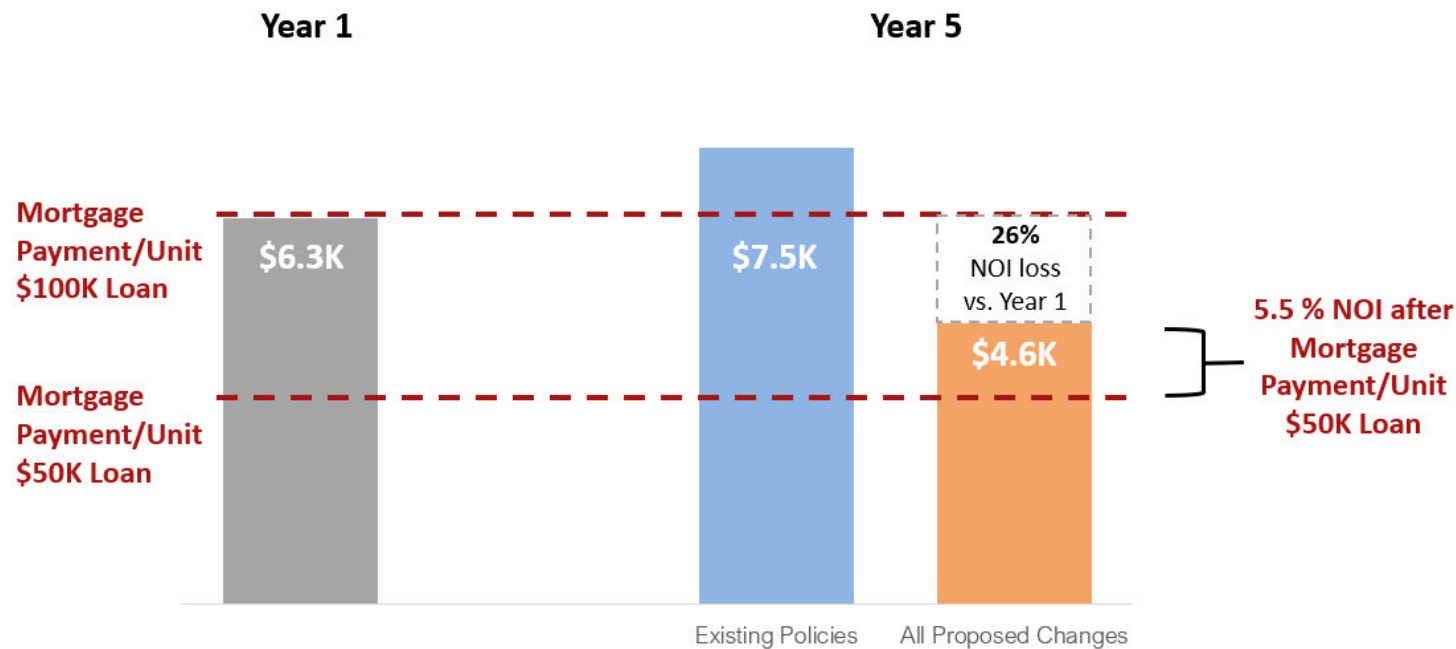 Year 1
Year 5
Mortgage
Payment/Unit
$100K Loan
$6.3K
$7.5K
26%
NOI loss
vs. Year 1
$4.6K
5.5 % NOI after
Mortgage
Payment/Unit
$50K Loan
Mortgage
Payment/Unit
$50K Loan
Existing Policies
All Proposed Changes